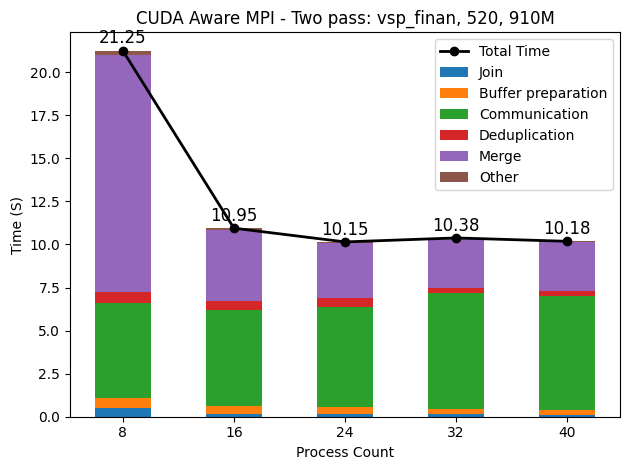 CUDA Aware MPI - Two pass: vsp_finan, 520, 910M
Time (S)
20.0
17.5
15.0
12.5
10.0
7.5
5.0
2.5
0.0
21.25
10.95
10.15
10.38
10.18
Total Time
Join
Buffer preparation
Communication
Deduplication
Merge
Other
8
16
24
32
40
Process Count